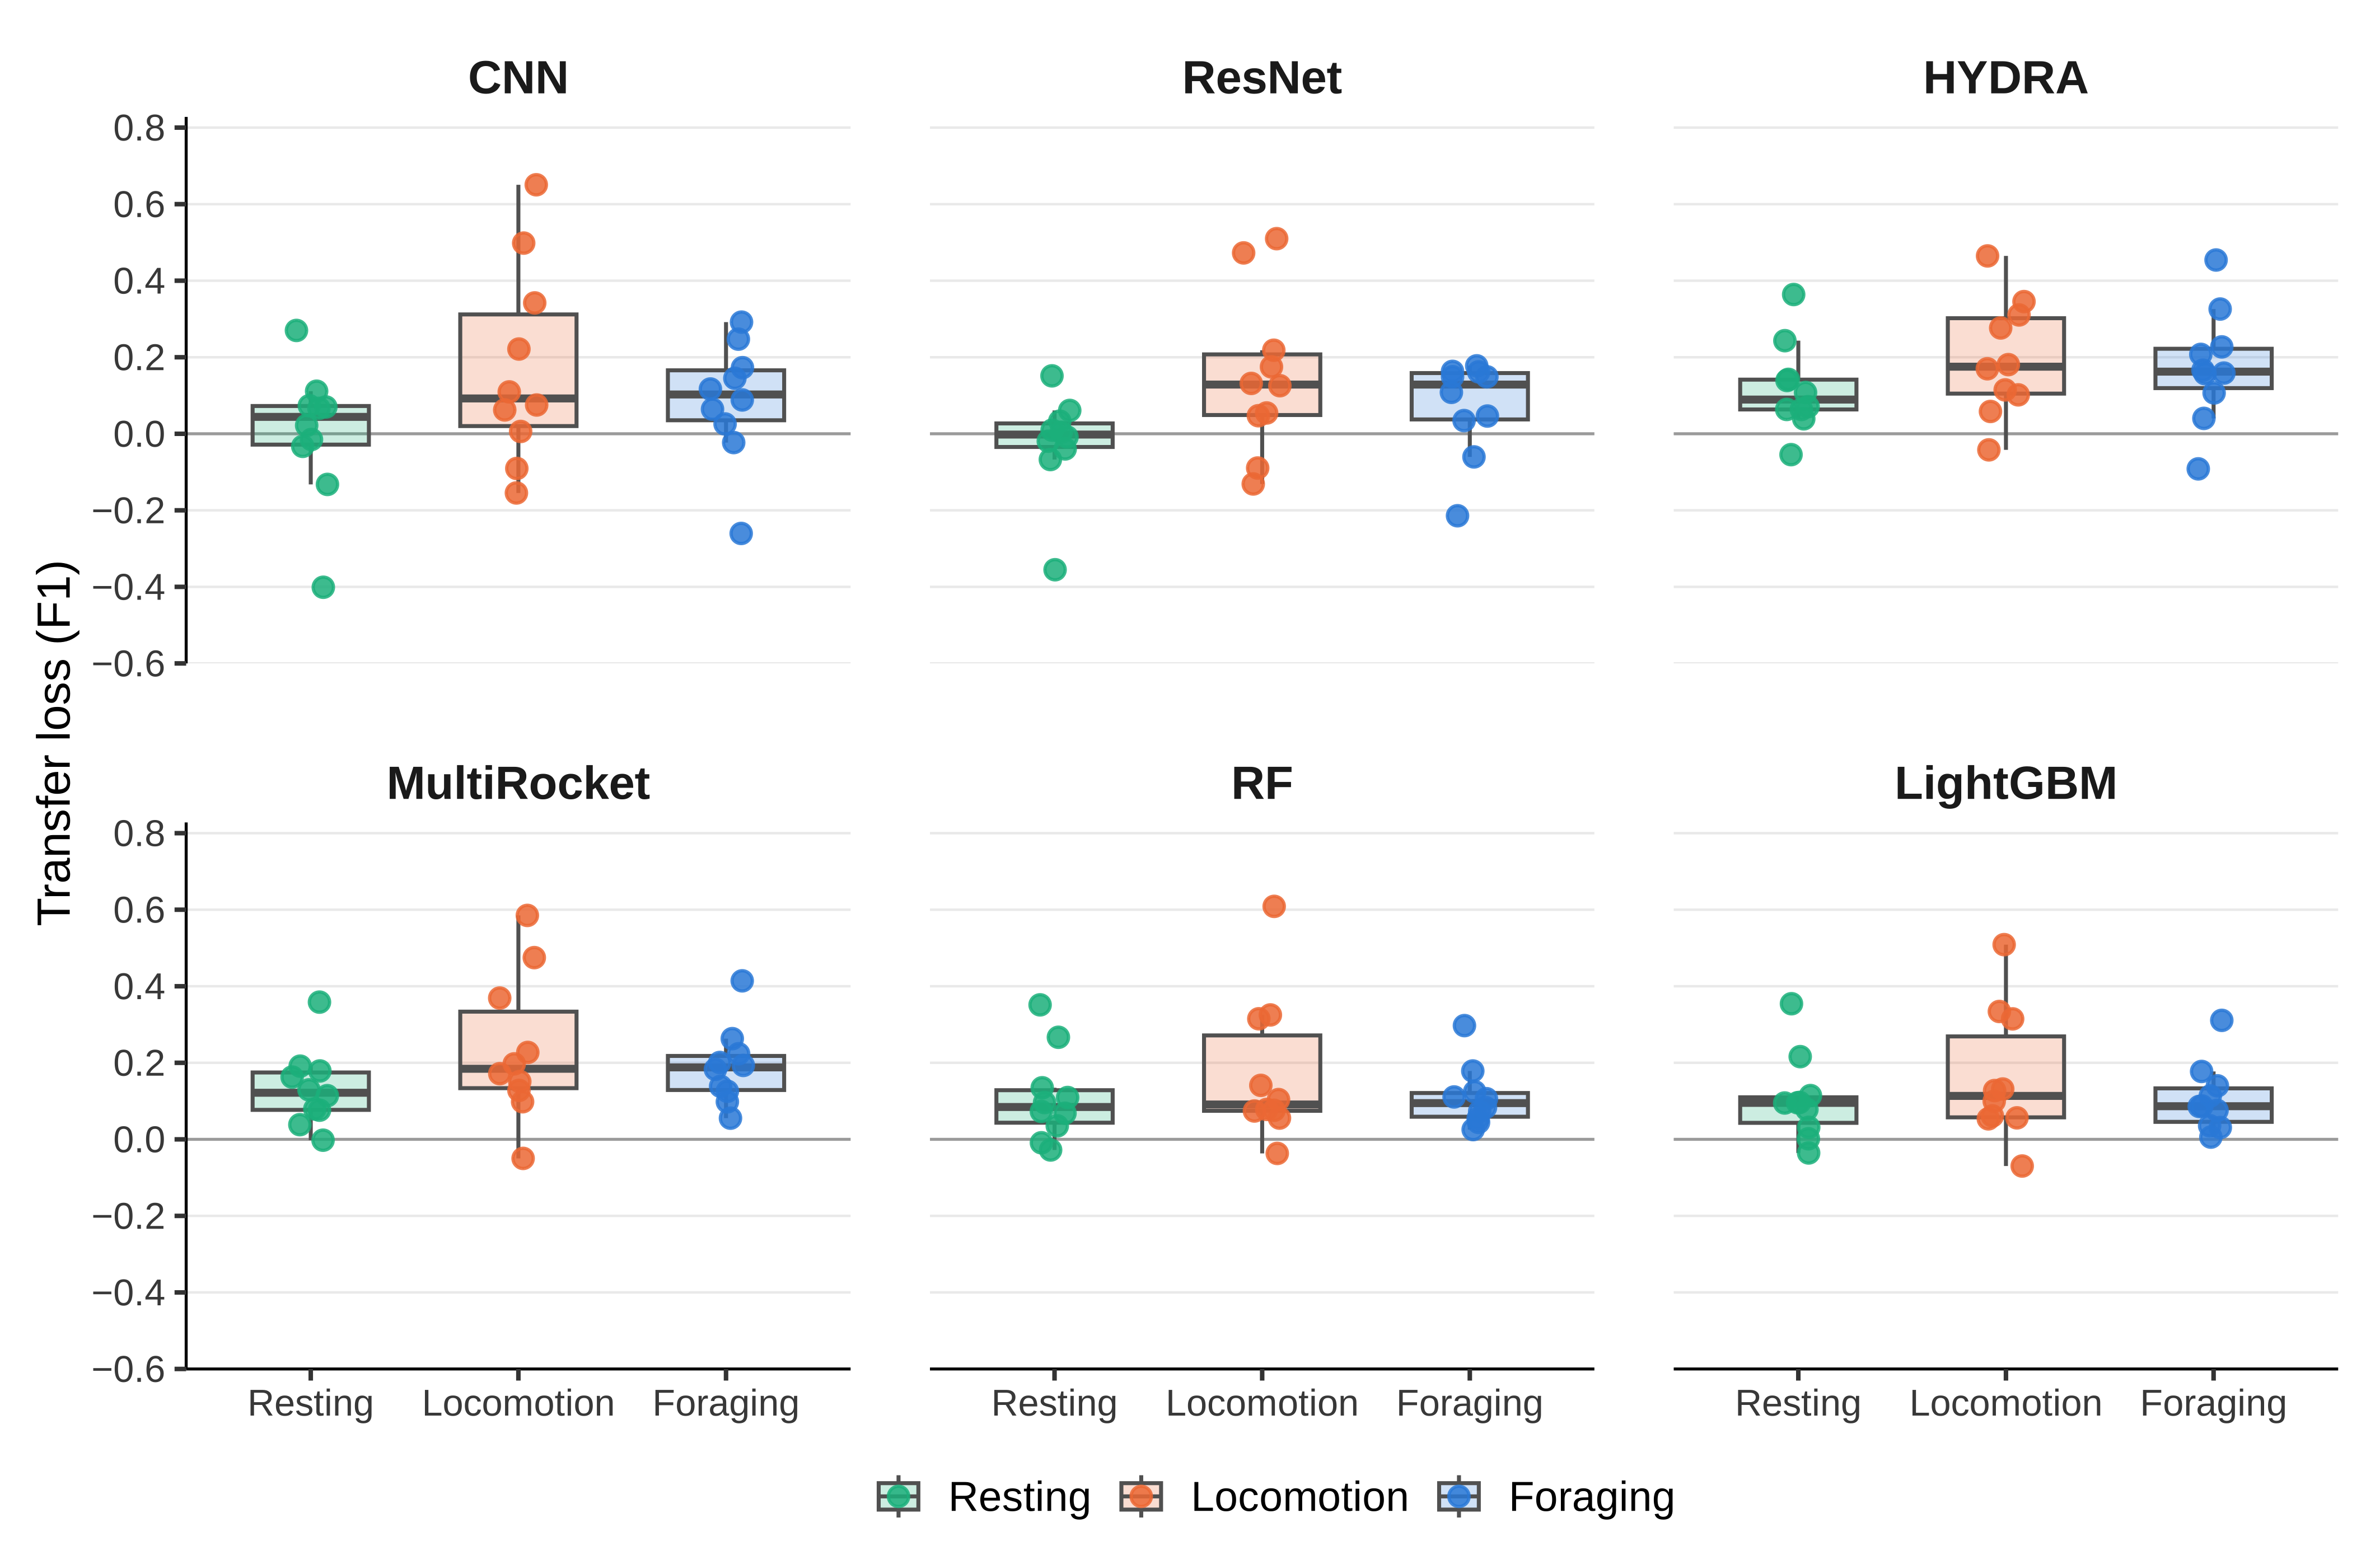 CNN
ResNet
HYDRA
0.8
0.6
0.4
0.2
0.0
−0.2
−0.4
−0.6
Transfer loss (F1)
MultiRocket
RF
LightGBM
0.8
0.6
0.4
0.2
0.0
−0.2
−0.4
−0.6
Resting Locomotion Foraging
Resting Locomotion Foraging
Resting Locomotion Foraging
Resting Locomotion Foraging